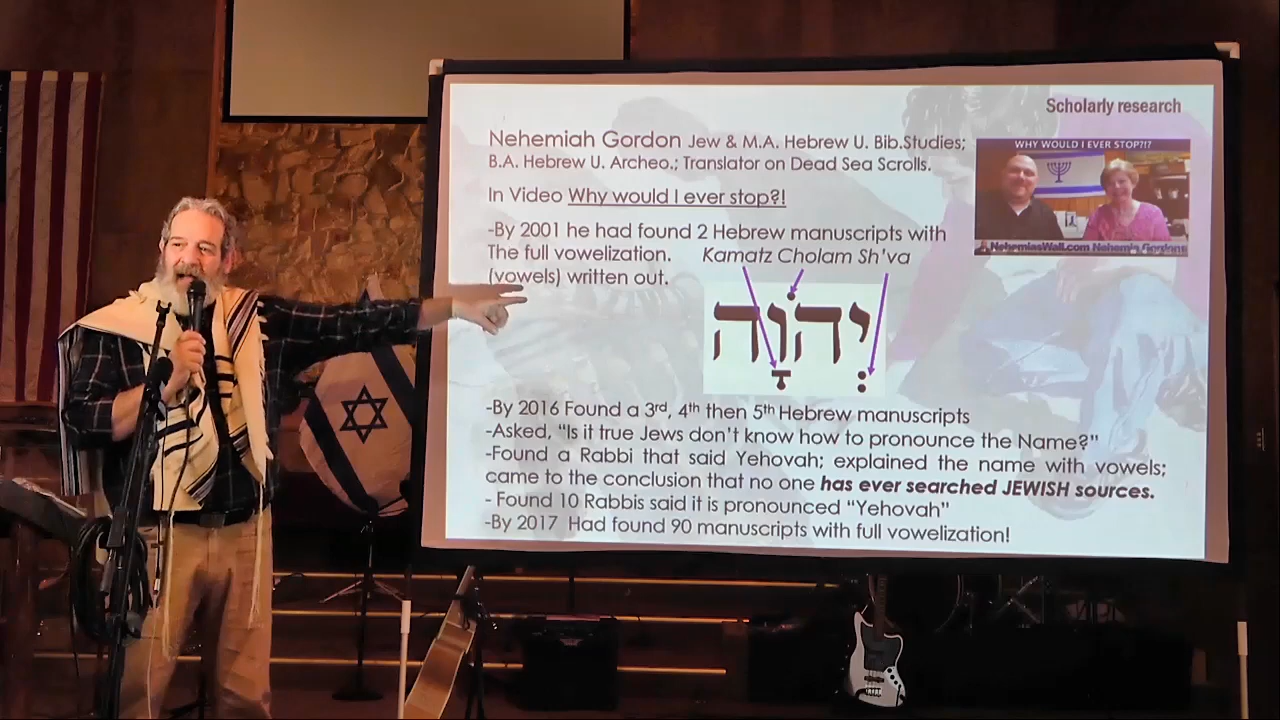 Scholarly research
Nehemiah Gordon Jew & M.A. Hebrew U. Bib.Studies;
B.A. Hebrew U. Archeo.; Translator on Dead Sea Scrolls.
WHY WOULD I EVER STOP?!?
NehemiasWall.com Nehemia Gordons
In Video Why would I ever stop?!
-By 2001 he had found 2 Hebrew manuscripts with
The full vowelization. Kamatz Cholam Sh'va
(vowels) written out.
יְהֹוָה
-By 2016 Found a 3rd, 4th then 5th Hebrew manuscripts
-Asked, "Is it true Jews don't know how to pronounce the Name?"
-Found a Rabbi that said Yehovah; explained the name with vowels;
came to the conclusion that no one has ever searched JEWISH sources.
- Found 10 Rabbis said it is pronounced "Yehovah"
-By 2017 Had found 90 manuscripts with full vowelization!